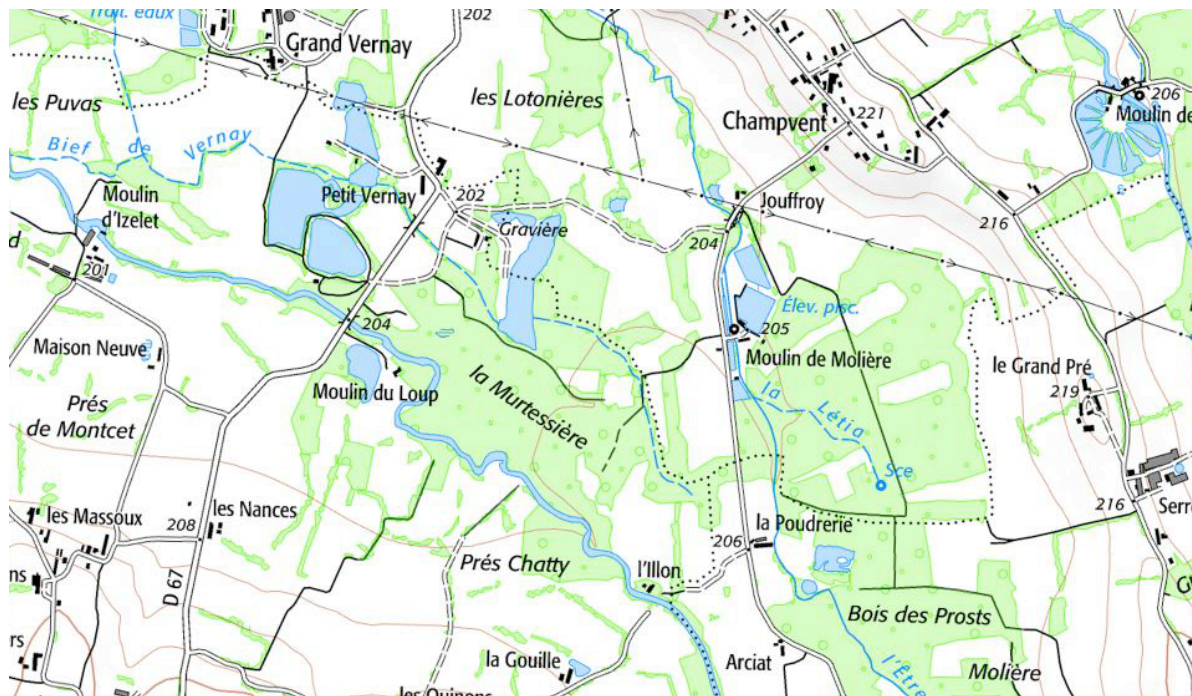 Trait. eaux
202
Grand Vernay
les Puvas
les Lotonières
Champvent
221
206
Moulin de
Bief de Vernay
Moulin
d'Izelet
Petit Vernay
202
Jouffroy
216
Gravière
204
201
Élev. pisc.
204
205
Maison Neuve
Moulin de Molière
le Grand Pré
Moulin du Loup
la Murtessière
219
Prés
de Montcet
la Létia
Sce
216
Serr
les Massoux
les Nances
208
la Poudrerie
206
Prés Chatty
l'Illon
D 67
Bois des Prosts
la Gouille
Arciat
l'Être
Molière
les Quinons